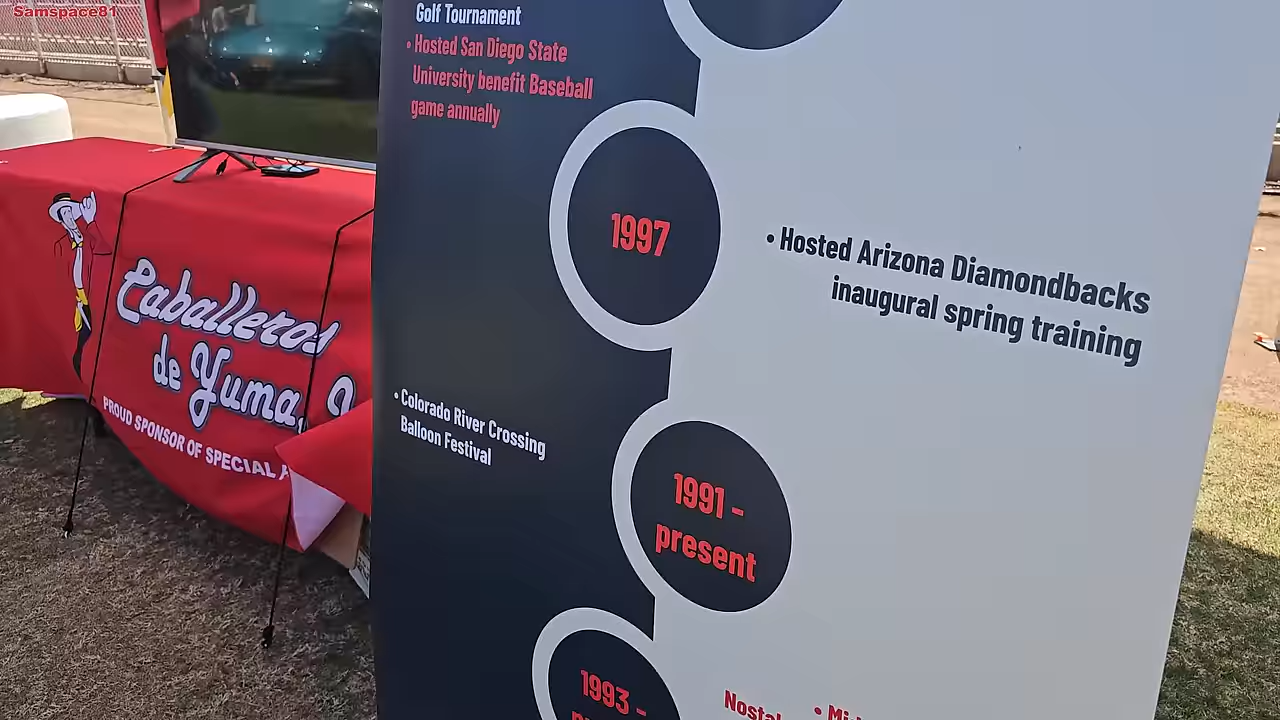 Samspace81
Golf Tournament
• Hosted San Diego State
University benefit Baseball
game annually
1997
• Hosted Arizona Diamondbacks
inaugural spring training
• Colorado River Crossing
Balloon Festival
1991 -
present
1993 -
Caballeros
de Yuma,
PROUD SPONSOR OF SPECIAL